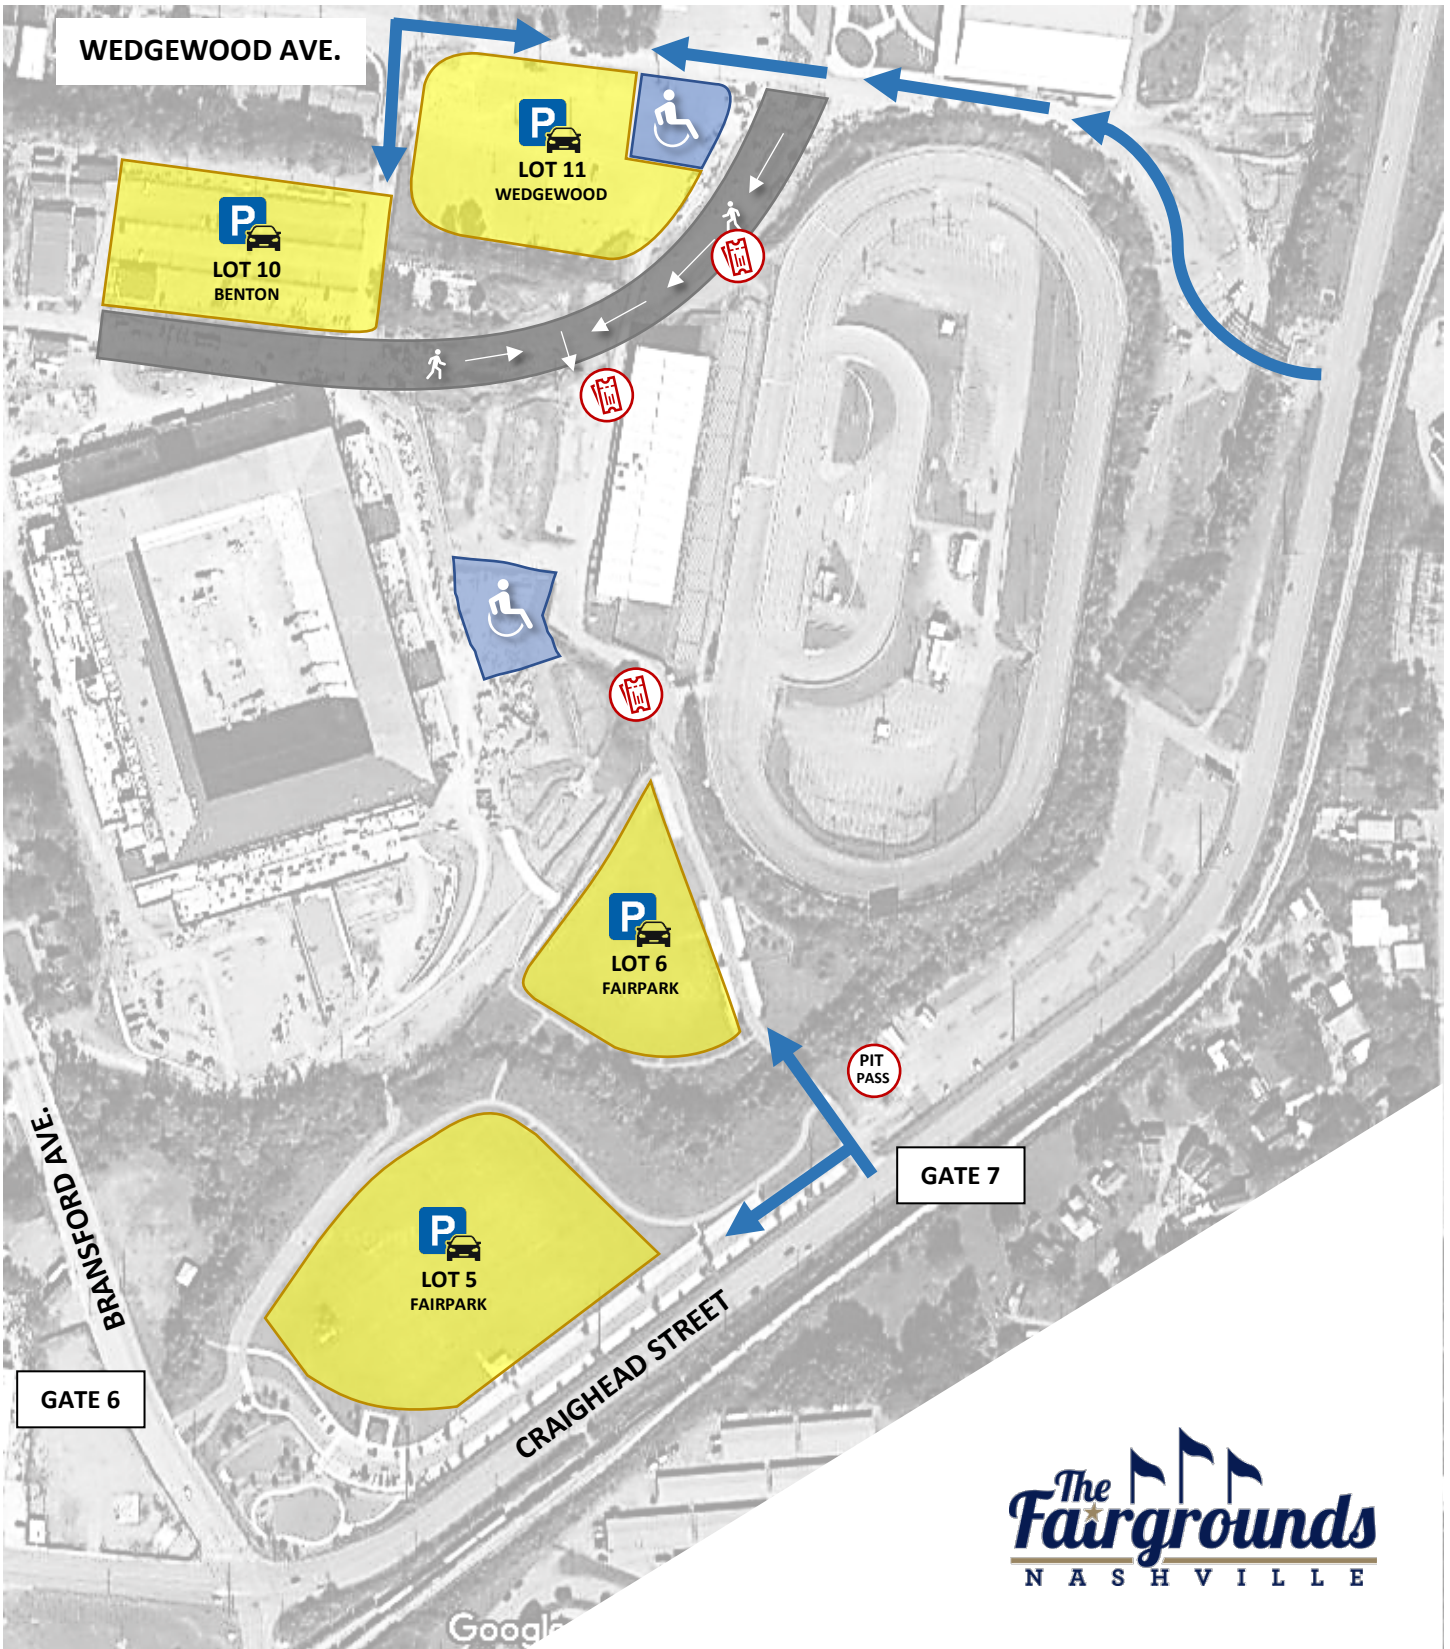 WEDGEWOOD AVE.
P
LOT 11
WEDGEWOOD
P
LOT 10
BENTON
P
LOT 6
FAIRPARK
PIT
PASS
GATE 7
P
LOT 5
FAIRPARK
BRANSFORD AVE.
CRAIGHEAD STREET
GATE 6
The
Fairgrounds
NASHVILLE
Google